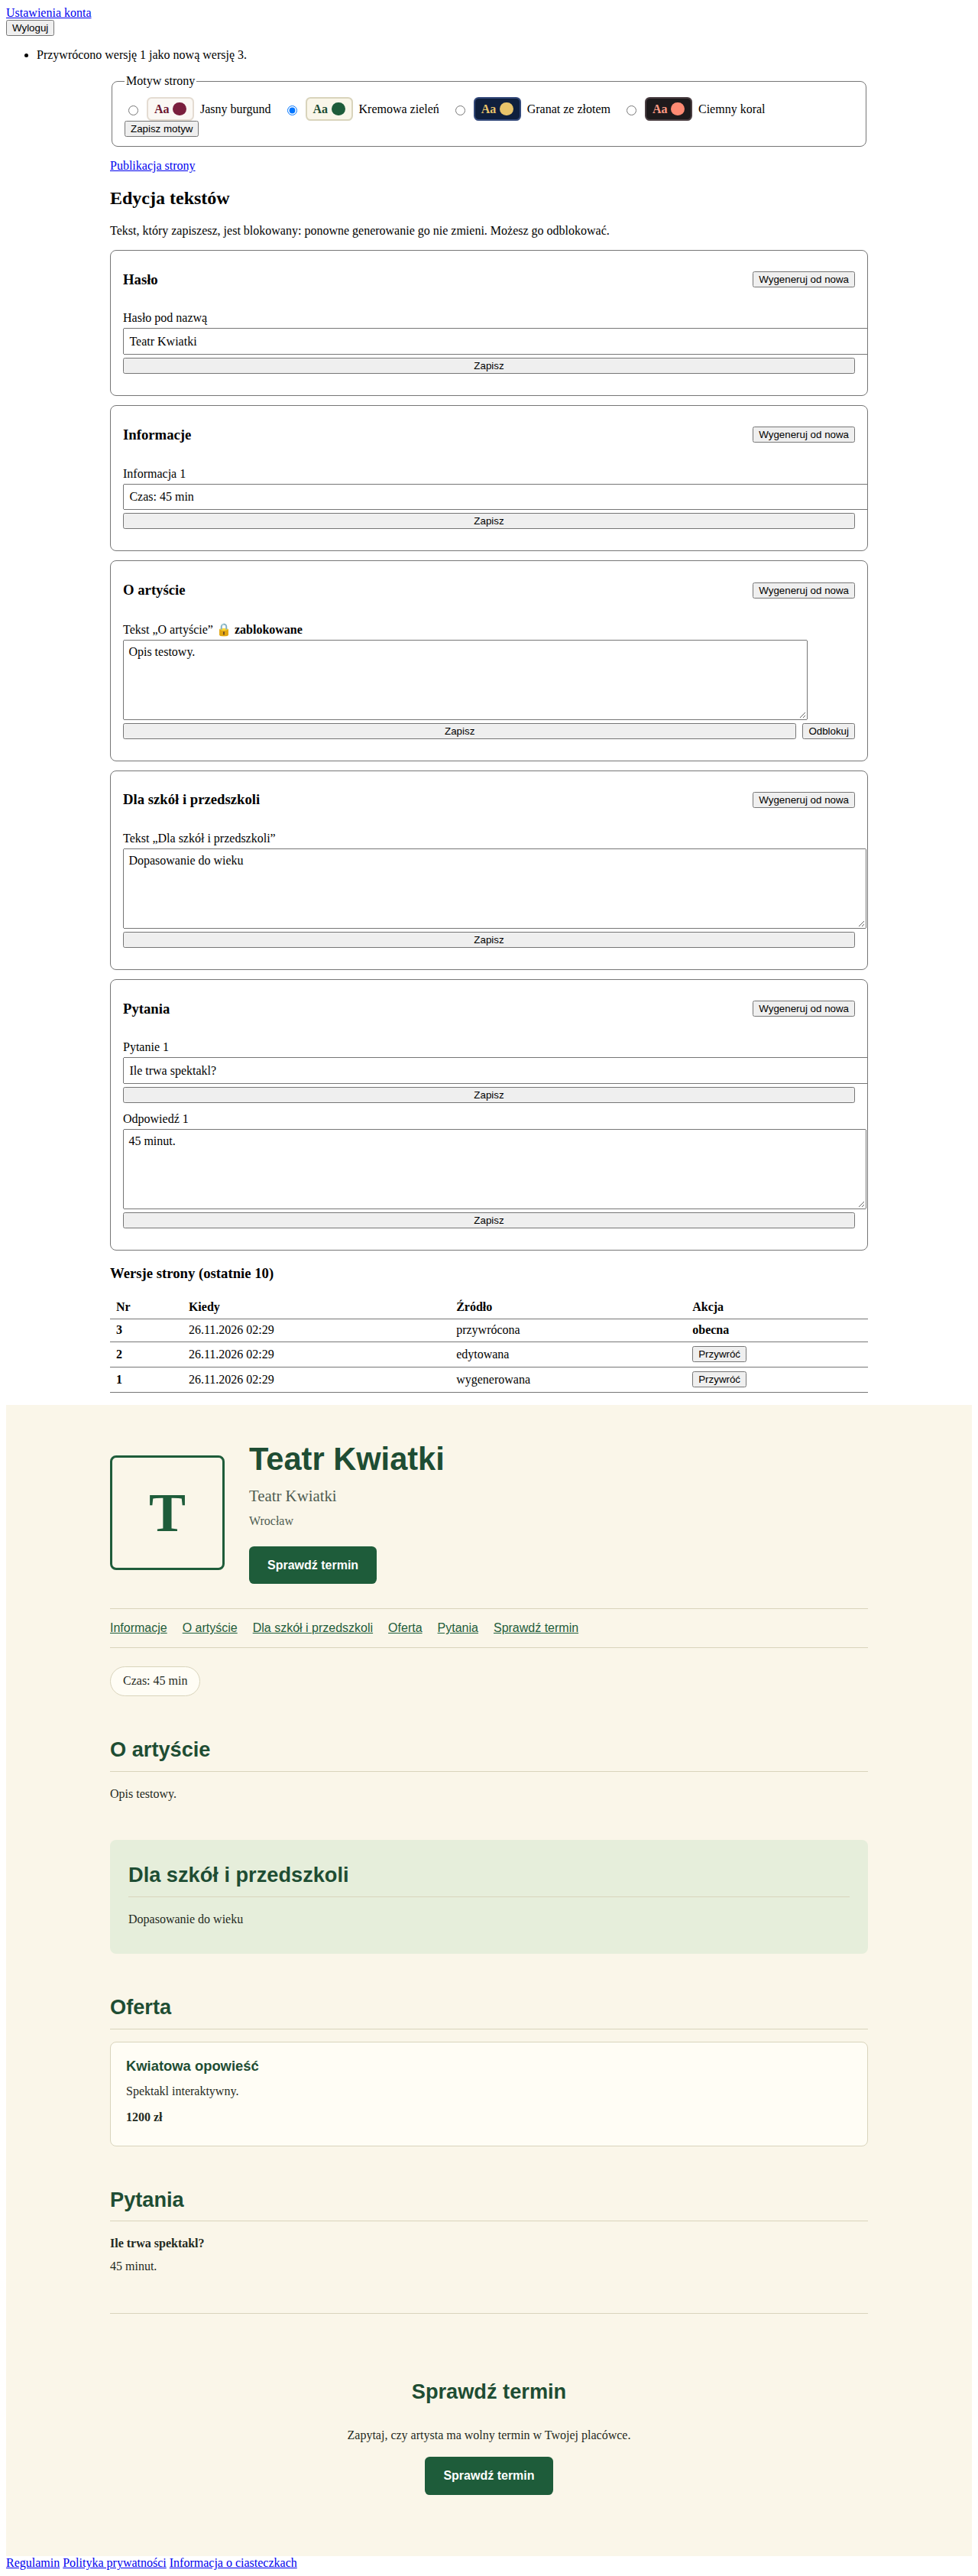 Ustawienia konta
Wyloguj
Przywrócono wersję 1 jako nową wersję 3.
Motyw strony
Aa Jasny burgund Aa Kremowa zieleń Aa Granat ze złotem Aa Ciemny koral
Zapisz motyw
Publikacja strony
Edycja tekstów
Tekst, który zapiszesz, jest blokowany: ponowne generowanie go nie zmieni. Możesz go odblokować.
Hasło Wygeneruj od nowa
Hasło pod nazwą
Teatr Kwiatki
Zapisz
Informacje Wygeneruj od nowa
Informacja 1
Czas: 45 min
Zapisz
O artyście Wygeneruj od nowa
Tekst „O artyście” 🔒 zablokowane
Opis testowy.
Zapisz Odblokuj
Dla szkół i przedszkoli Wygeneruj od nowa
Tekst „Dla szkół i przedszkoli”
Dopasowanie do wieku
Zapisz
Pytania Wygeneruj od nowa
Pytanie 1
Ile trwa spektakl?
Zapisz
Odpowiedź 1
45 minut.
Zapisz
Wersje strony (ostatnie 10)
Nr Kiedy Źródło Akcja
3 26.11.2026 02:29 przywrócona obecna
2 26.11.2026 02:29 edytowana Przywróć
1 26.11.2026 02:29 wygenerowana Przywróć
T
Teatr Kwiatki
Teatr Kwiatki
Wrocław
Sprawdź termin
Informacje O artyście Dla szkół i przedszkoli Oferta Pytania Sprawdź termin
Czas: 45 min
O artyście
Opis testowy.
Dla szkół i przedszkoli
Dopasowanie do wieku
Oferta
Kwiatowa opowieść
Spektakl interaktywny.
1200 zł
Pytania
Ile trwa spektakl?
45 minut.
Sprawdź termin
Zapytaj, czy artysta ma wolny termin w Twojej placówce.
Sprawdź termin
Regulamin Polityka prywatności Informacja o ciasteczkach